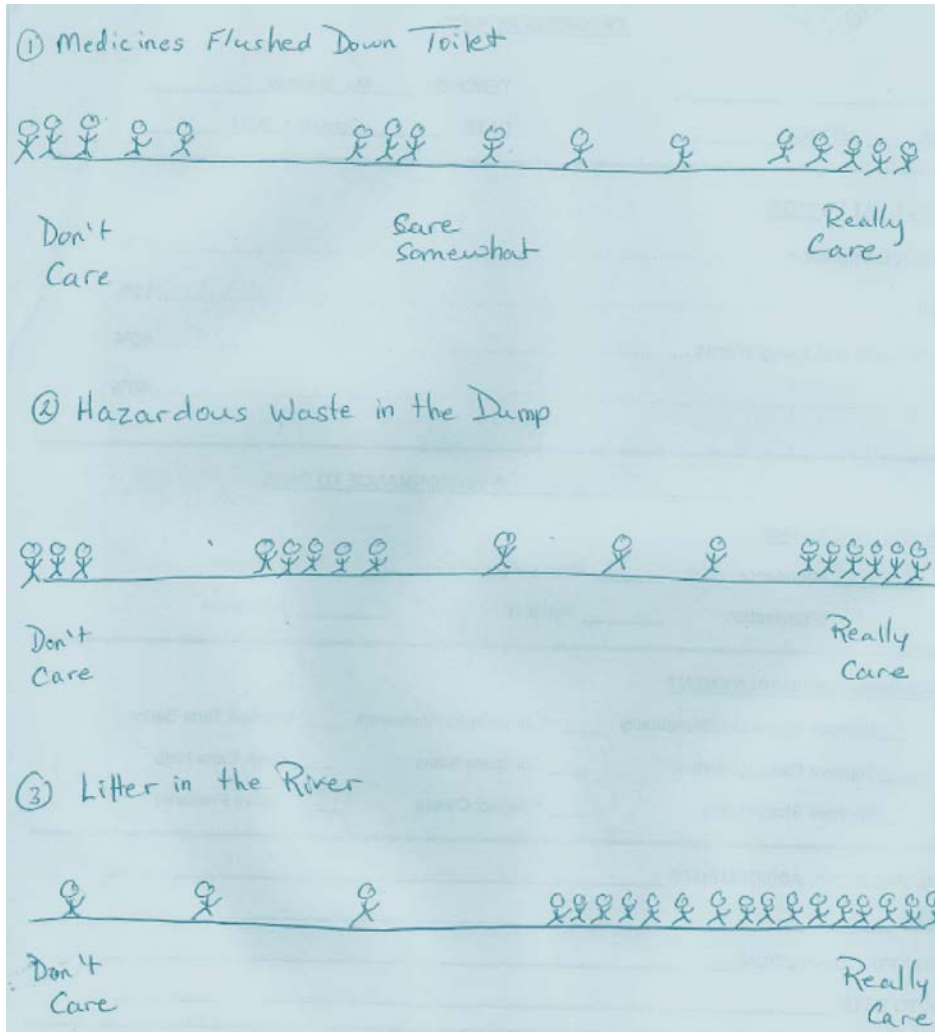 ① Medicines Flushed Down Toilet
Don't
Care
Care
Somewhat
Really
Care
② Hazardous Waste in the Dump
Don't
Care
Really
Care
③ Litter in the River
Don't
Care
Really
Care